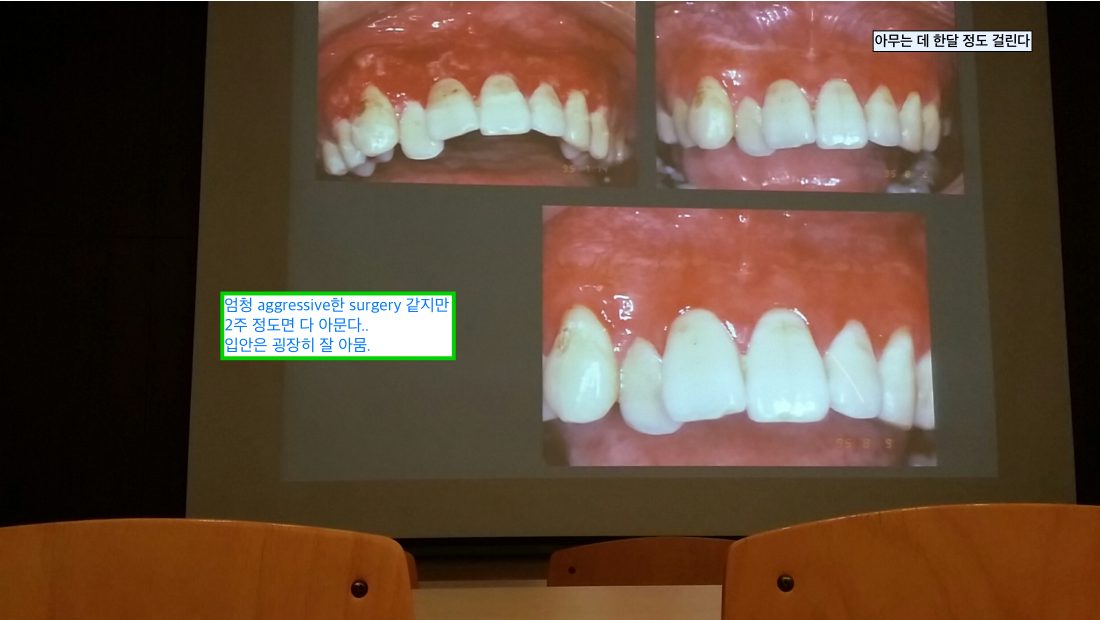 아무는 데 한달 정도 걸린다
엄청 aggressive한 surgery 같지만
2주 정도면 다 아문다..
입안은 굉장히 잘 아뭄.